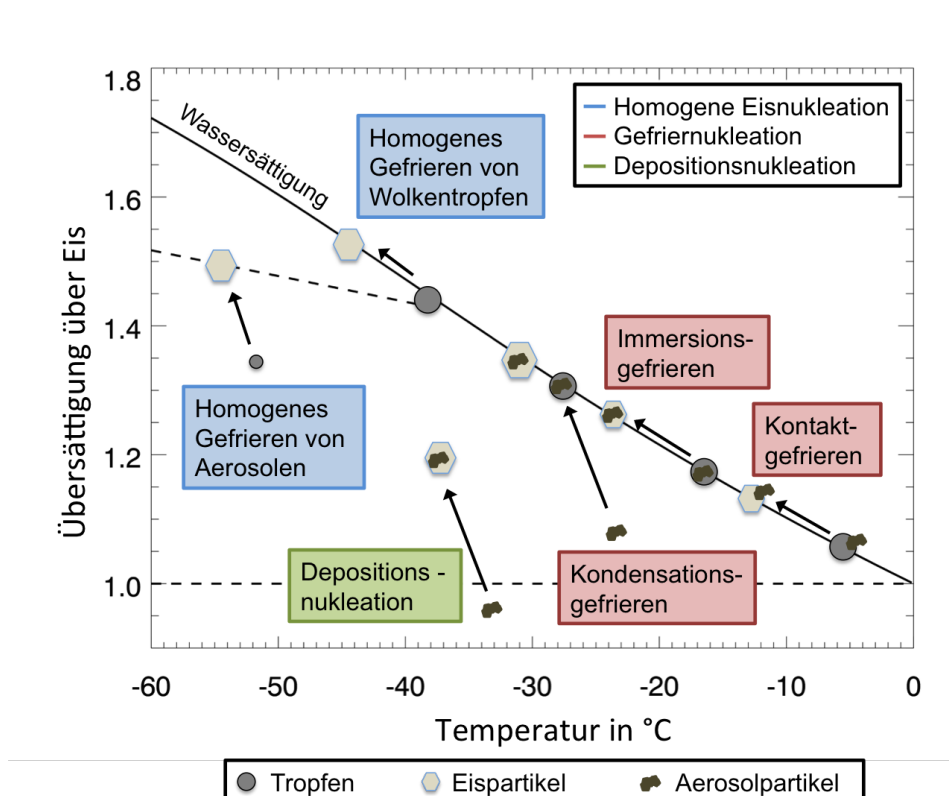 1.8
1.6
1.4
1.2
1.0
Übersättigung über Eis
Wassersättigung
Homogenes
Gefrieren von
Wolkentropfen
Homogene Eisnukleation
Gefriernukleation
Depositionsnukleation
Immersions-
gefrieren
Kontakt-
gefrieren
Homogenes
Gefrieren von
Aerosolen
Depositions -
nukleation
Kondensations-
gefrieren
-60 -50 -40 -30 -20 -10 0
Temperatur in °C
Tropfen Eispartikel Aerosolpartikel